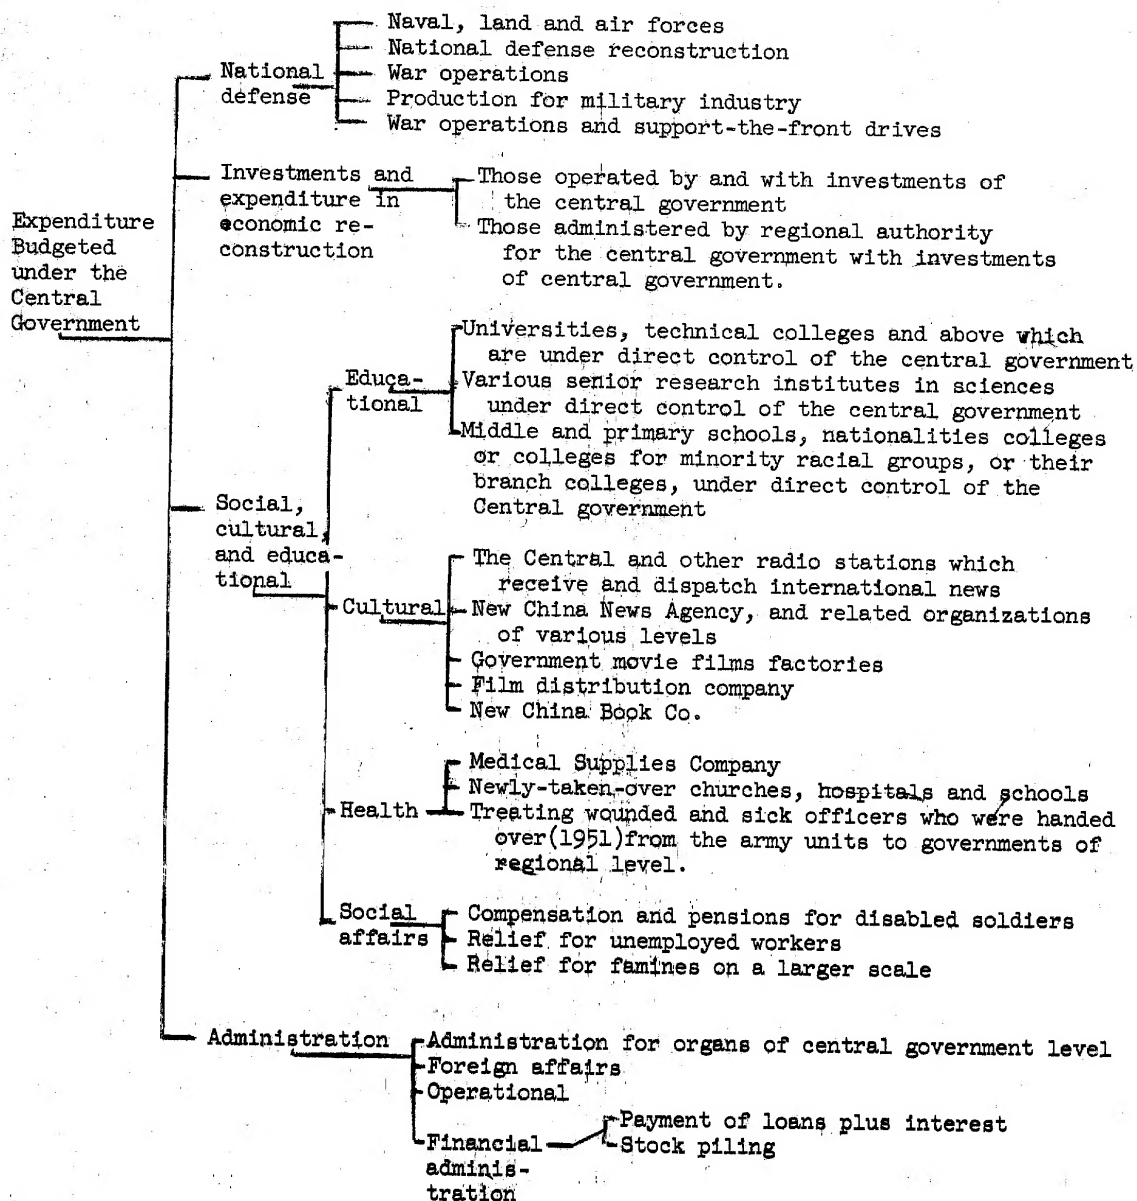 Expenditure
Budgeted
under the
Central
Government
National
defense
Naval, land and air forces
National defense reconstruction
War operations
Production for military industry
War operations and support-the-front drives
Investments and
expenditure in
economic re-
construction
Those operated by and with investments of
the central government
Those administered by regional authority
for the central government with investments
of central government.
Social,
cultural,
and educa-
tional
Educa-
tional
Universities, technical colleges and above which
are under direct control of the central government
Various senior research institutes in sciences
under direct control of the central government
Middle and primary schools, nationalities colleges
or colleges for minority racial groups, or their
branch colleges, under direct control of the
Central government
Cultural
The Central and other radio stations which
receive and dispatch international news
New China News Agency, and related organizations
of various levels
Government movie films factories
Film distribution company
New China Book Co.
Health
Medical Supplies Company
Newly-taken-over churches, hospitals and schools
Treating wounded and sick officers who were handed
over(1951)from the army units to governments of
regional level.
Social
affairs
Compensation and pensions for disabled soldiers
Relief for unemployed workers
Relief for famines on a larger scale
Administration
Administration for organs of central government level
Foreign affairs
Operational
Financial
adminis-
tration
Payment of loans plus interest
Stock piling